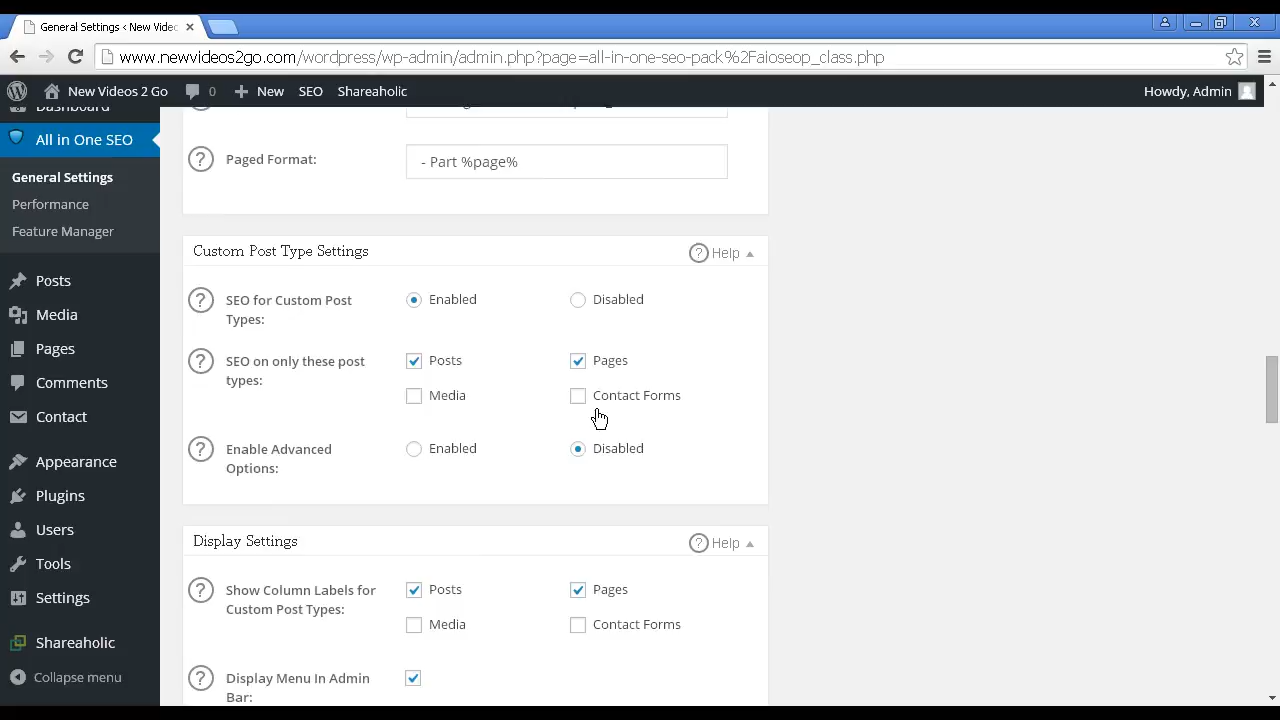 General Settings ‹ New Videc
www.newvideos2go.com/wordpress/wp-admin/admin.php?page=all-in-one-seo-pack%2Faioseop_class.php
New Videos 2 Go 0 New SEO Shareaholic Howdy, Admin
Dashboard
All in One SEO
General Settings
Performance
Feature Manager
Posts
Media
Pages
Comments
Contact
Appearance
Plugins
Users
Tools
Settings
Shareaholic
Collapse menu
? Paged Format: - Part %page%
Custom Post Type Settings ? Help
? SEO for Custom Post Types: Enabled Disabled
? SEO on only these post types: Posts Pages
Media Contact Forms
? Enable Advanced Options: Enabled Disabled
Display Settings ? Help
? Show Column Labels for Custom Post Types: Posts Pages
Media Contact Forms
? Display Menu In Admin Bar: